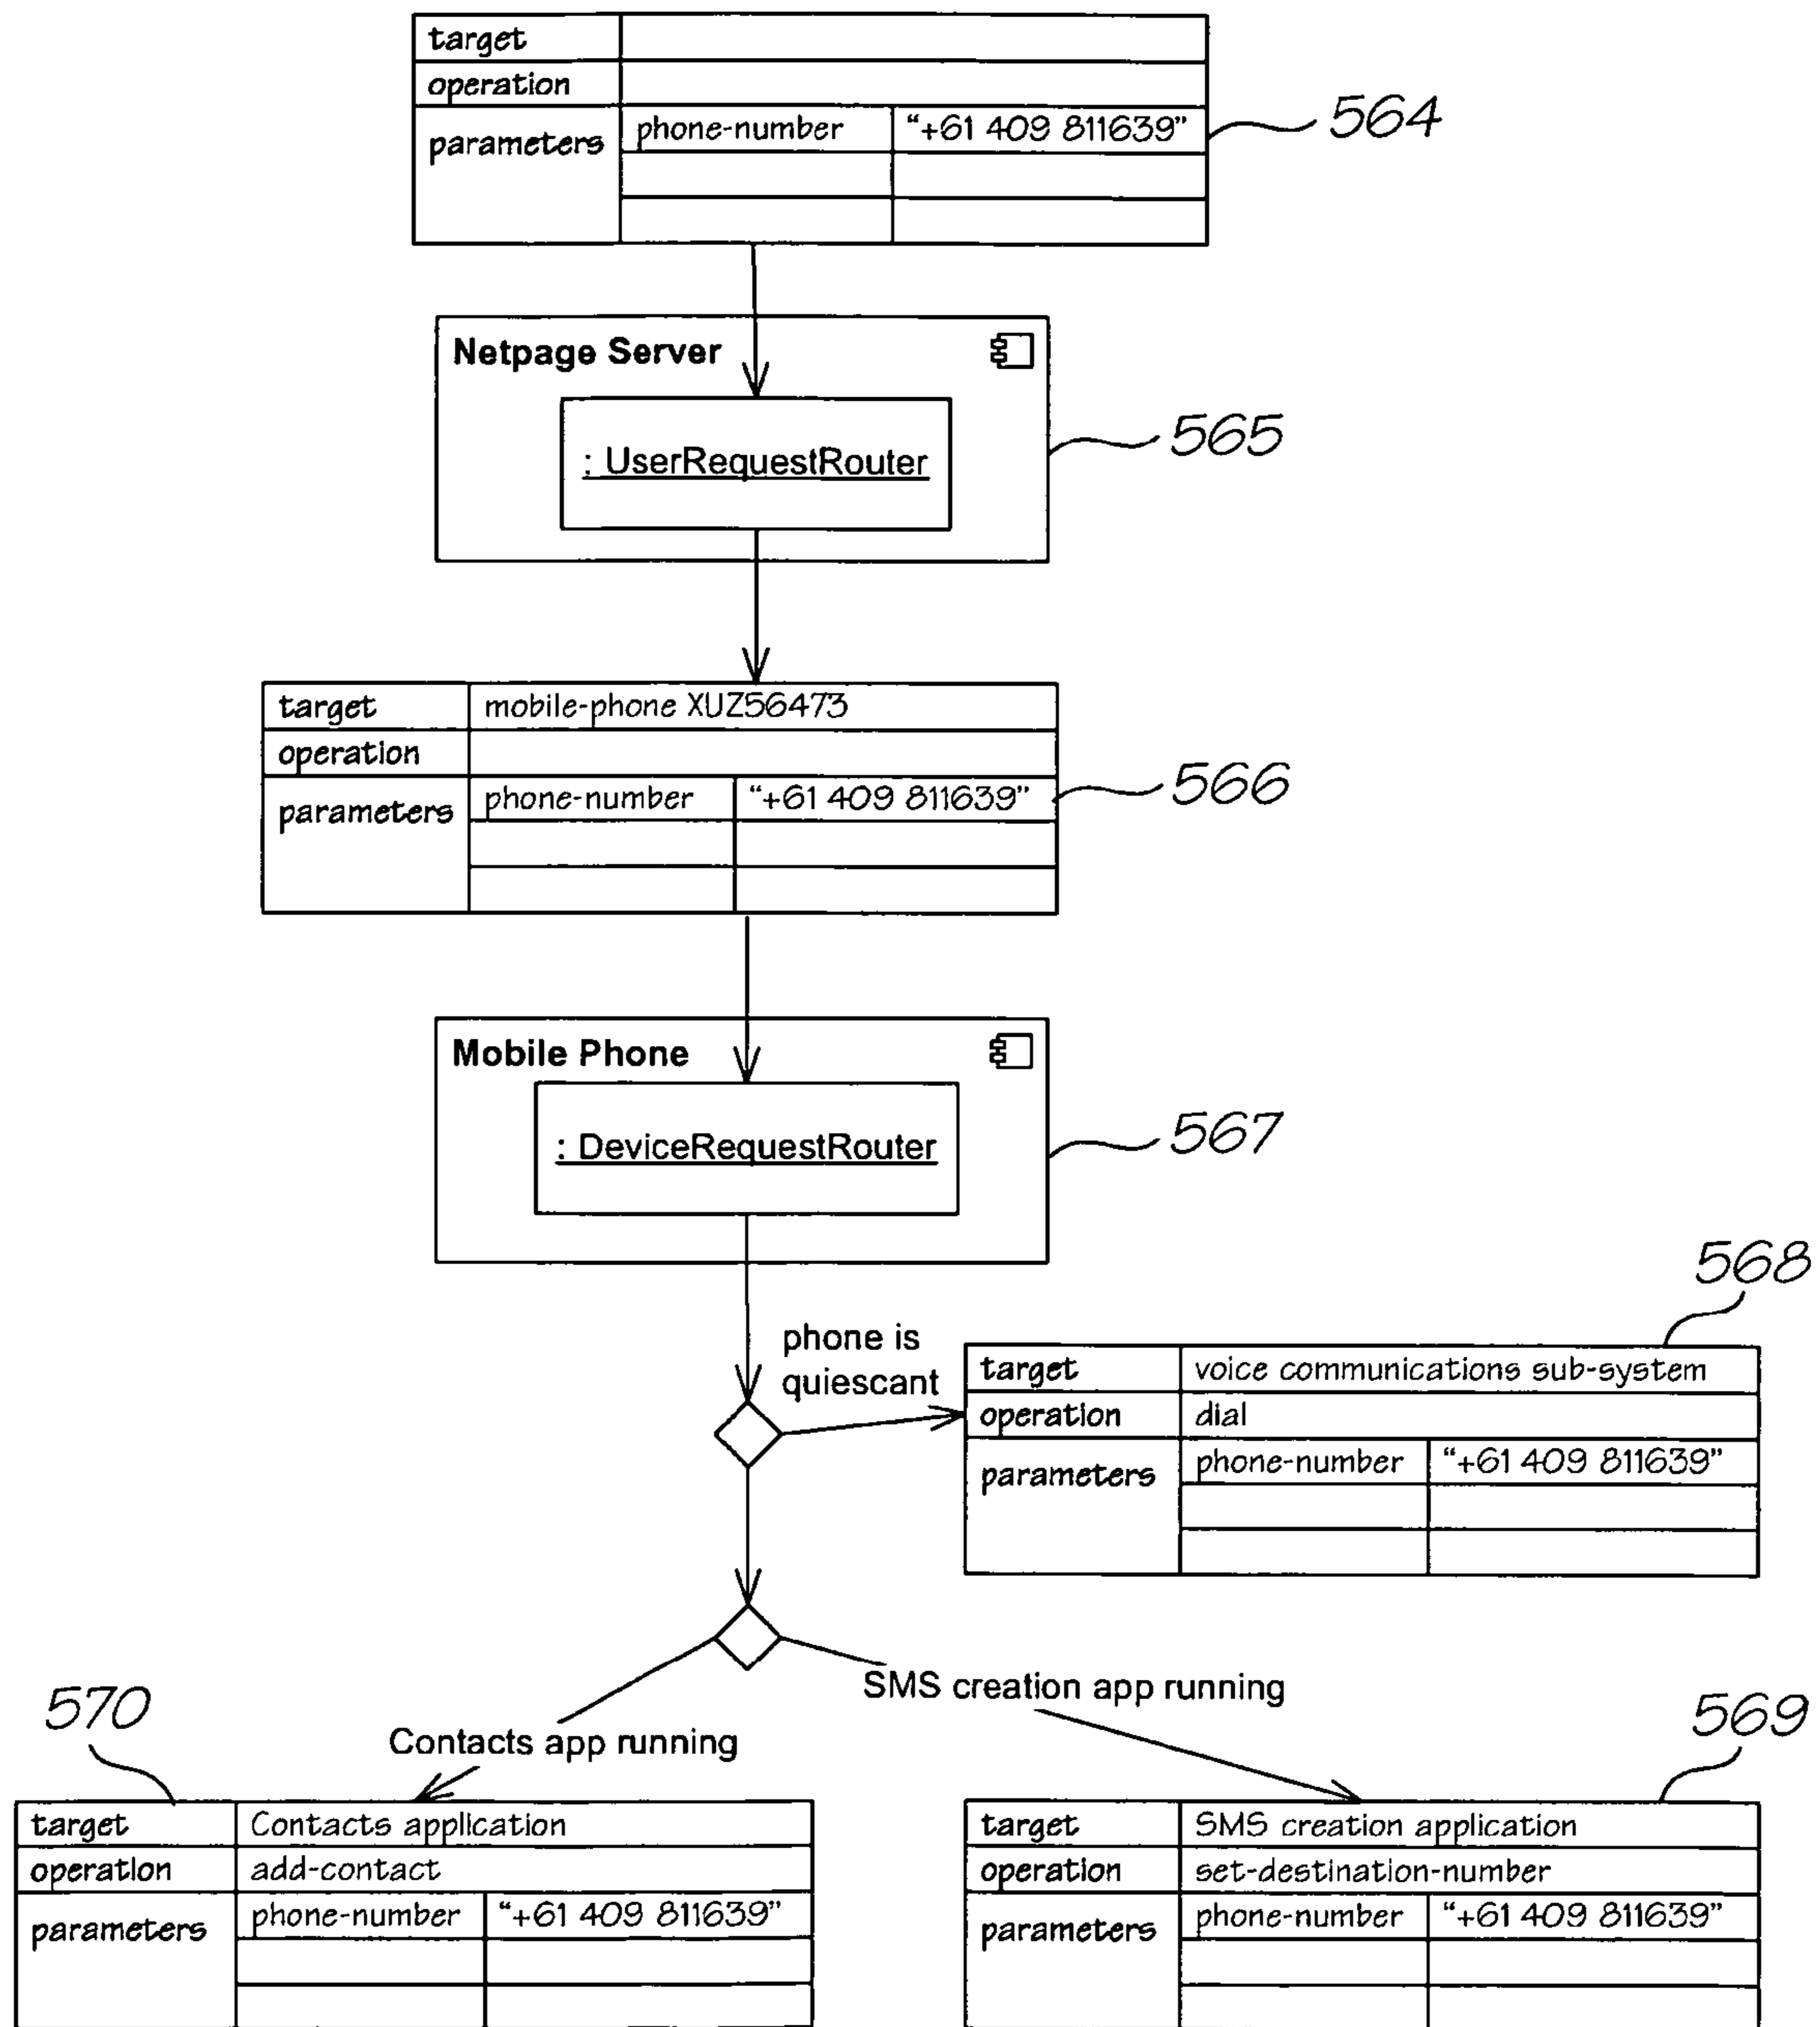 target
operation
parameters phone-number "+61 409 811639"
564
Netpage Server
: UserRequestRouter
565
target mobile-phone XUZ56473
operation
parameters phone-number "+61 409 811639"
566
Mobile Phone
: DeviceRequestRouter
567
phone is
quiescant
568
target voice communications sub-system
operation dial
parameters phone-number "+61 409 811639"
SMS creation app running
Contacts app running
570
target Contacts application
operation add-contact
parameters phone-number "+61 409 811639"
569
target SMS creation application
operation set-destination-number
parameters phone-number "+61 409 811639"